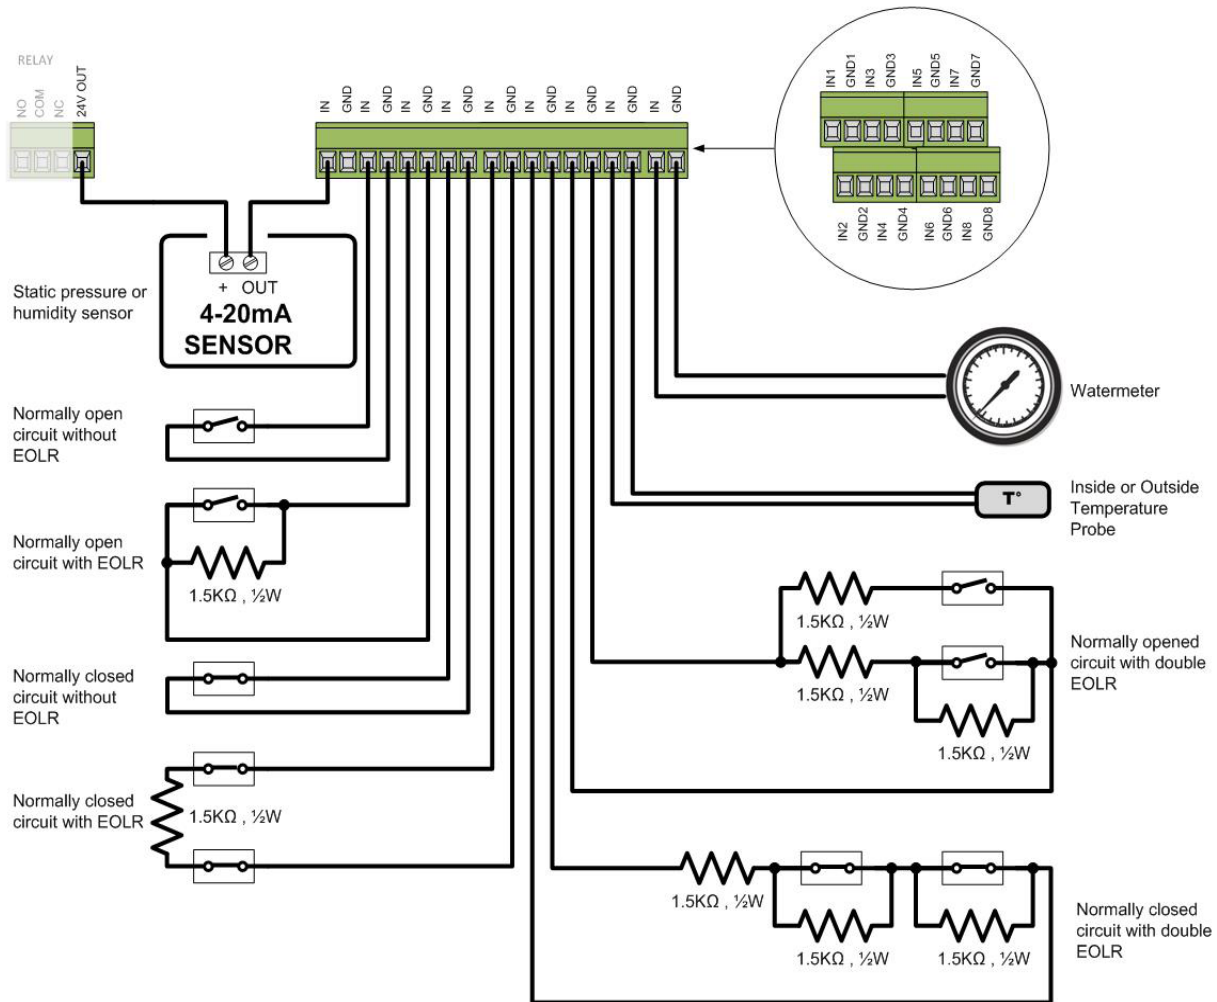 RELAY
NO
COM
NC
24V OUT
IN
GND
IN
GND
IN
GND
IN
GND
IN
GND
IN
GND
IN
GND
IN
GND
IN
GND
IN1
GND1
IN3
GND3
IN5
GND5
IN7
GND7
IN2
GND2
IN4
GND4
IN6
GND6
IN8
GND8
Static pressure or
humidity sensor
+ OUT
4-20mA
SENSOR
Watermeter
Normally open
circuit without
EOLR
T°
Inside or Outside
Temperature
Probe
Normally open
circuit with EOLR
1.5KΩ , ½W
1.5KΩ , ½W
1.5KΩ , ½W
1.5KΩ , ½W
Normally opened
circuit with double
EOLR
Normally closed
circuit without
EOLR
Normally closed
circuit with EOLR
1.5KΩ , ½W
1.5KΩ , ½W
1.5KΩ , ½W
1.5KΩ , ½W
Normally closed
circuit with double
EOLR